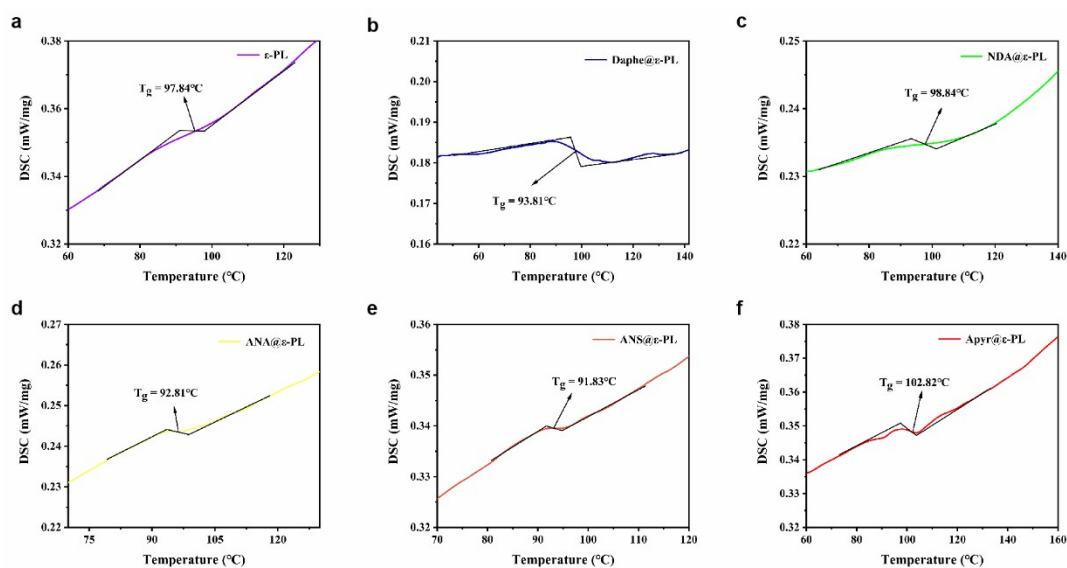 a
ε-PL
Tg = 97.84℃
DSC (mW/mg)
0.38
0.36
0.34
0.32
60
80
100
120
Temperature (℃)
b
Daphe@ε-PL
Tg = 93.81℃
DSC (mW/mg)
0.21
0.20
0.19
0.18
0.17
0.16
60
80
100
120
140
Temperature (℃)
c
NDA@ε-PL
Tg = 98.84℃
DSC (mW/mg)
0.25
0.24
0.23
0.22
60
80
100
120
140
Temperature (℃)
d
ANA@ε-PL
Tg = 92.81℃
DSC (mW/mg)
0.27
0.26
0.25
0.24
0.23
0.22
75
90
105
120
Temperature (℃)
e
ANS@ε-PL
Tg = 91.83℃
DSC (mW/mg)
0.36
0.35
0.34
0.33
0.32
70
80
90
100
110
120
Temperature (℃)
f
Apyr@ε-PL
Tg = 102.82℃
DSC (mW/mg)
0.38
0.37
0.36
0.35
0.34
0.33
0.32
60
80
100
120
140
160
Temperature (℃)